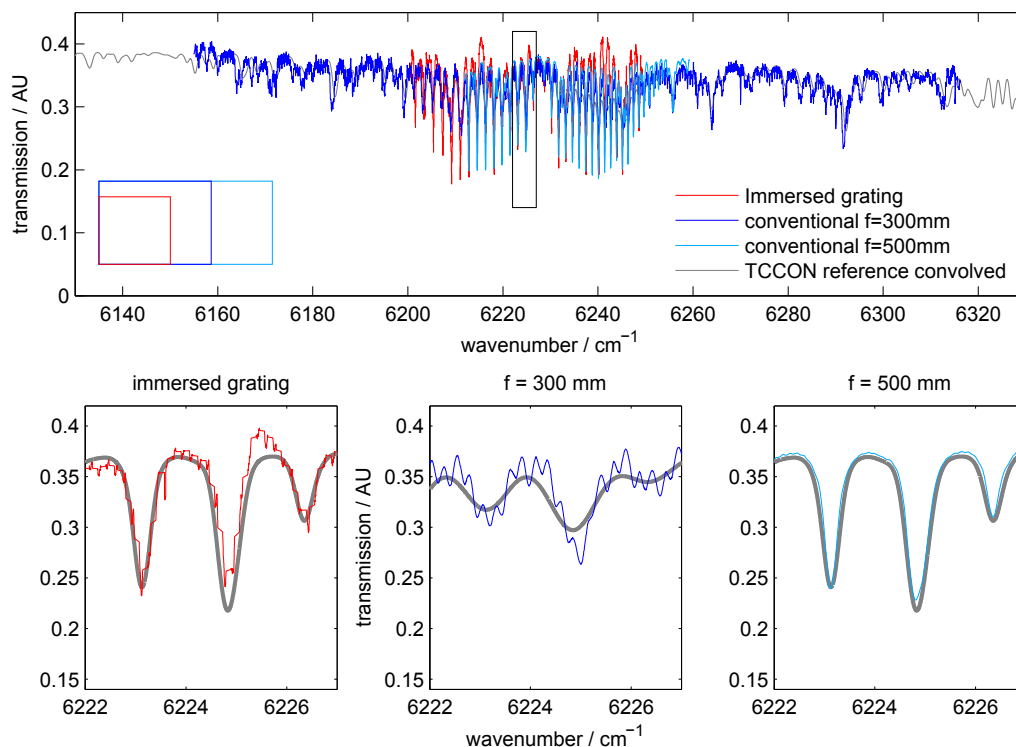 0.4
0.3
0.2
0.1
0
transmission / AU
Immersed grating
conventional f=300mm
conventional f=500mm
TCCON reference convolved
6140 6160 6180 6200 6220 6240 6260 6280 6300 6320
wavenumber / cm⁻¹
immersed grating
f = 300 mm
f = 500 mm
0.4
0.35
0.3
0.25
0.2
0.15
6222 6224 6226
transmission / AU
0.4
0.35
0.3
0.25
0.2
0.15
6222 6224 6226
wavenumber / cm⁻¹
0.4
0.35
0.3
0.25
0.2
0.15
6222 6224 6226